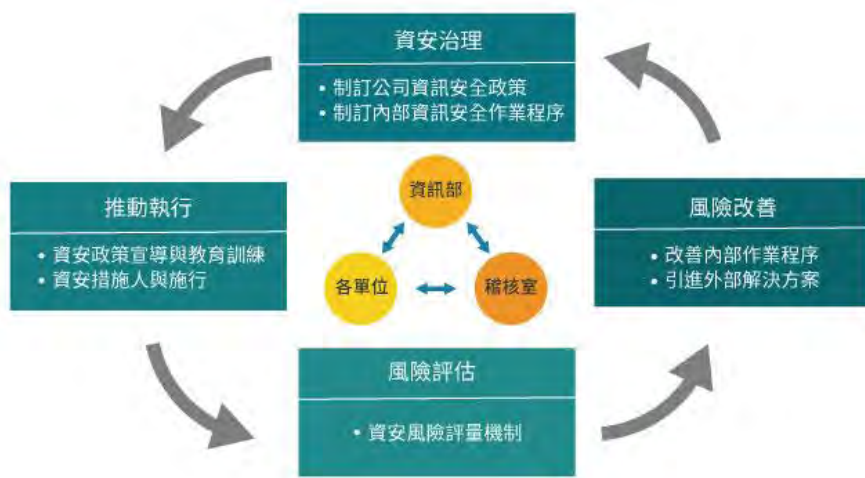 資安治理
• 制訂公司資訊安全政策
• 制訂內部資訊安全作業程序
推動執行
• 資安政策宣導與教育訓練
• 資安措施人與施行
資訊部
各單位
稽核室
風險改善
• 改善內部作業程序
• 引進外部解決方案
風險評估
• 資安風險評量機制